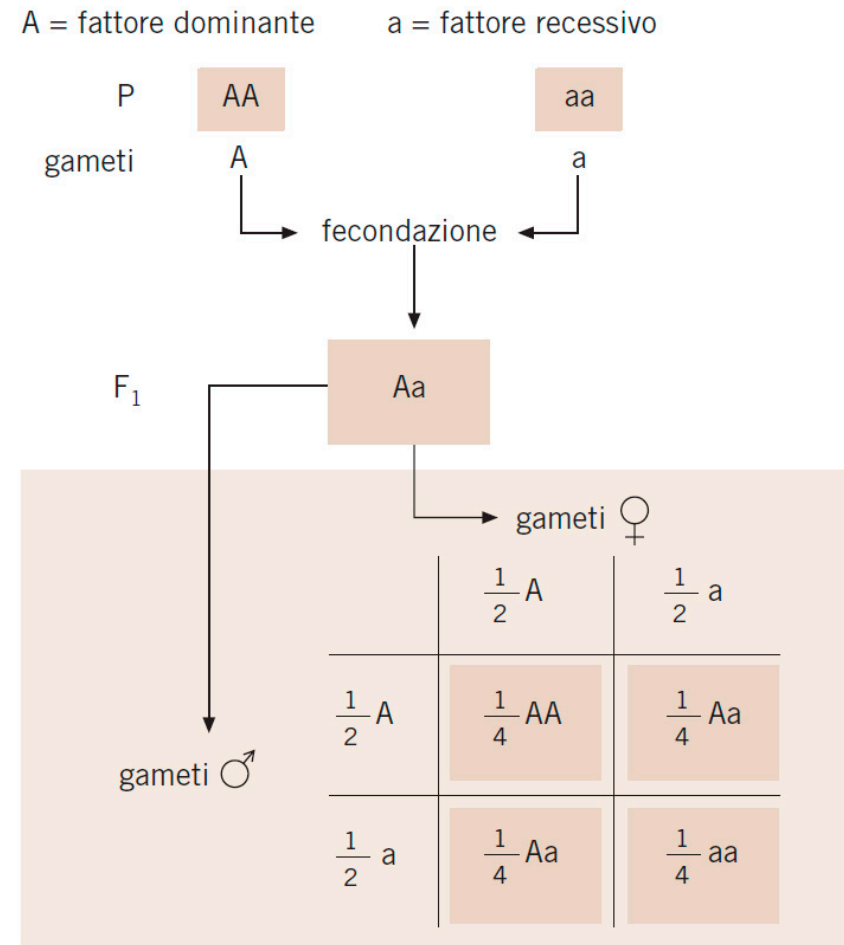 A = fattore dominante a = fattore recessivo
P AA aa
gameti A a
fecondazione
F₁ Aa
gameti ♀
1/2 A 1/2 a
1/2 A 1/4 AA 1/4 Aa
gameti ♂
1/2 a 1/4 Aa 1/4 aa